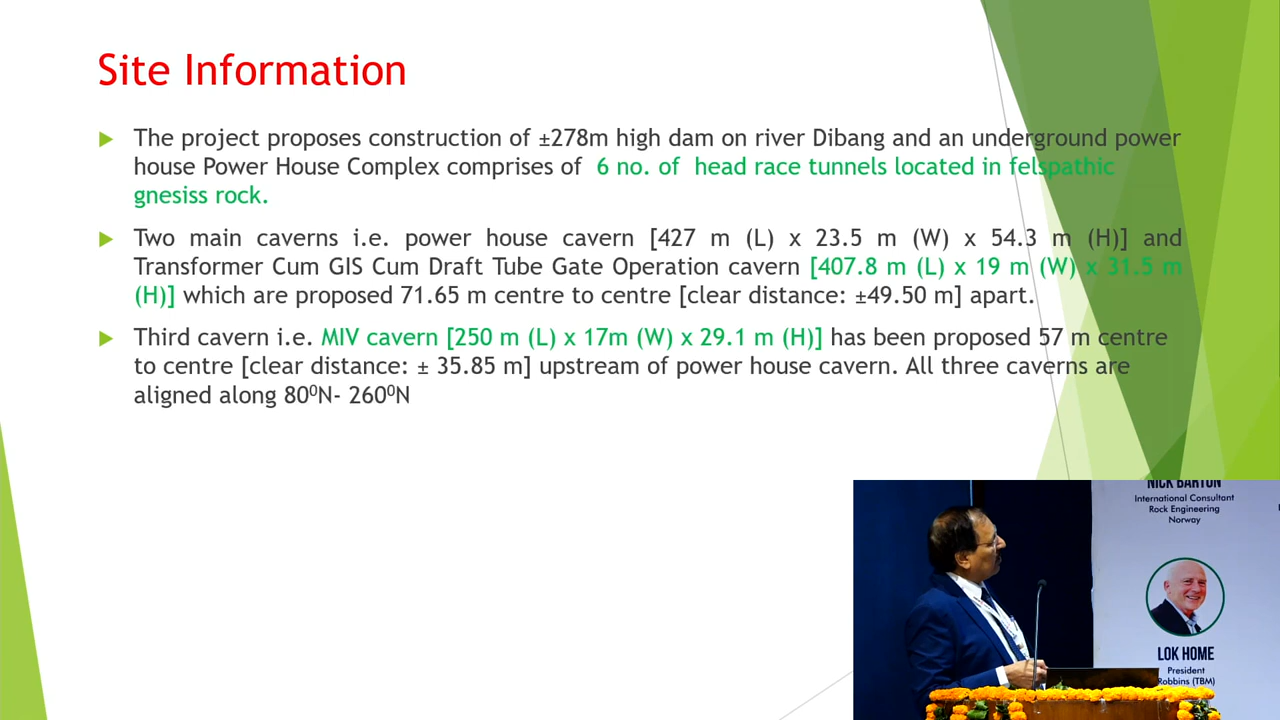 Site Information
The project proposes construction of ±278m high dam on river Dibang and an underground power
house Power House Complex comprises of 6 no. of head race tunnels located in felspathic
gnesiss rock.
Two main caverns i.e. power house cavern [427 m (L) x 23.5 m (W) x 54.3 m (H)] and
Transformer Cum GIS Cum Draft Tube Gate Operation cavern [407.8 m (L) x 19 m (W) x 31.5 m
(H)] which are proposed 71.65 m centre to centre [clear distance: ±49.50 m] apart.
Third cavern i.e. MIV cavern [250 m (L) x 17m (W) x 29.1 m (H)] has been proposed 57 m centre
to centre [clear distance: ± 35.85 m] upstream of power house cavern. All three caverns are
aligned along 80⁰N- 260⁰N
NICK BARTON
International Consultant
Rock Engineering
Norway
LOK HOME
President
Robbins (TBM)